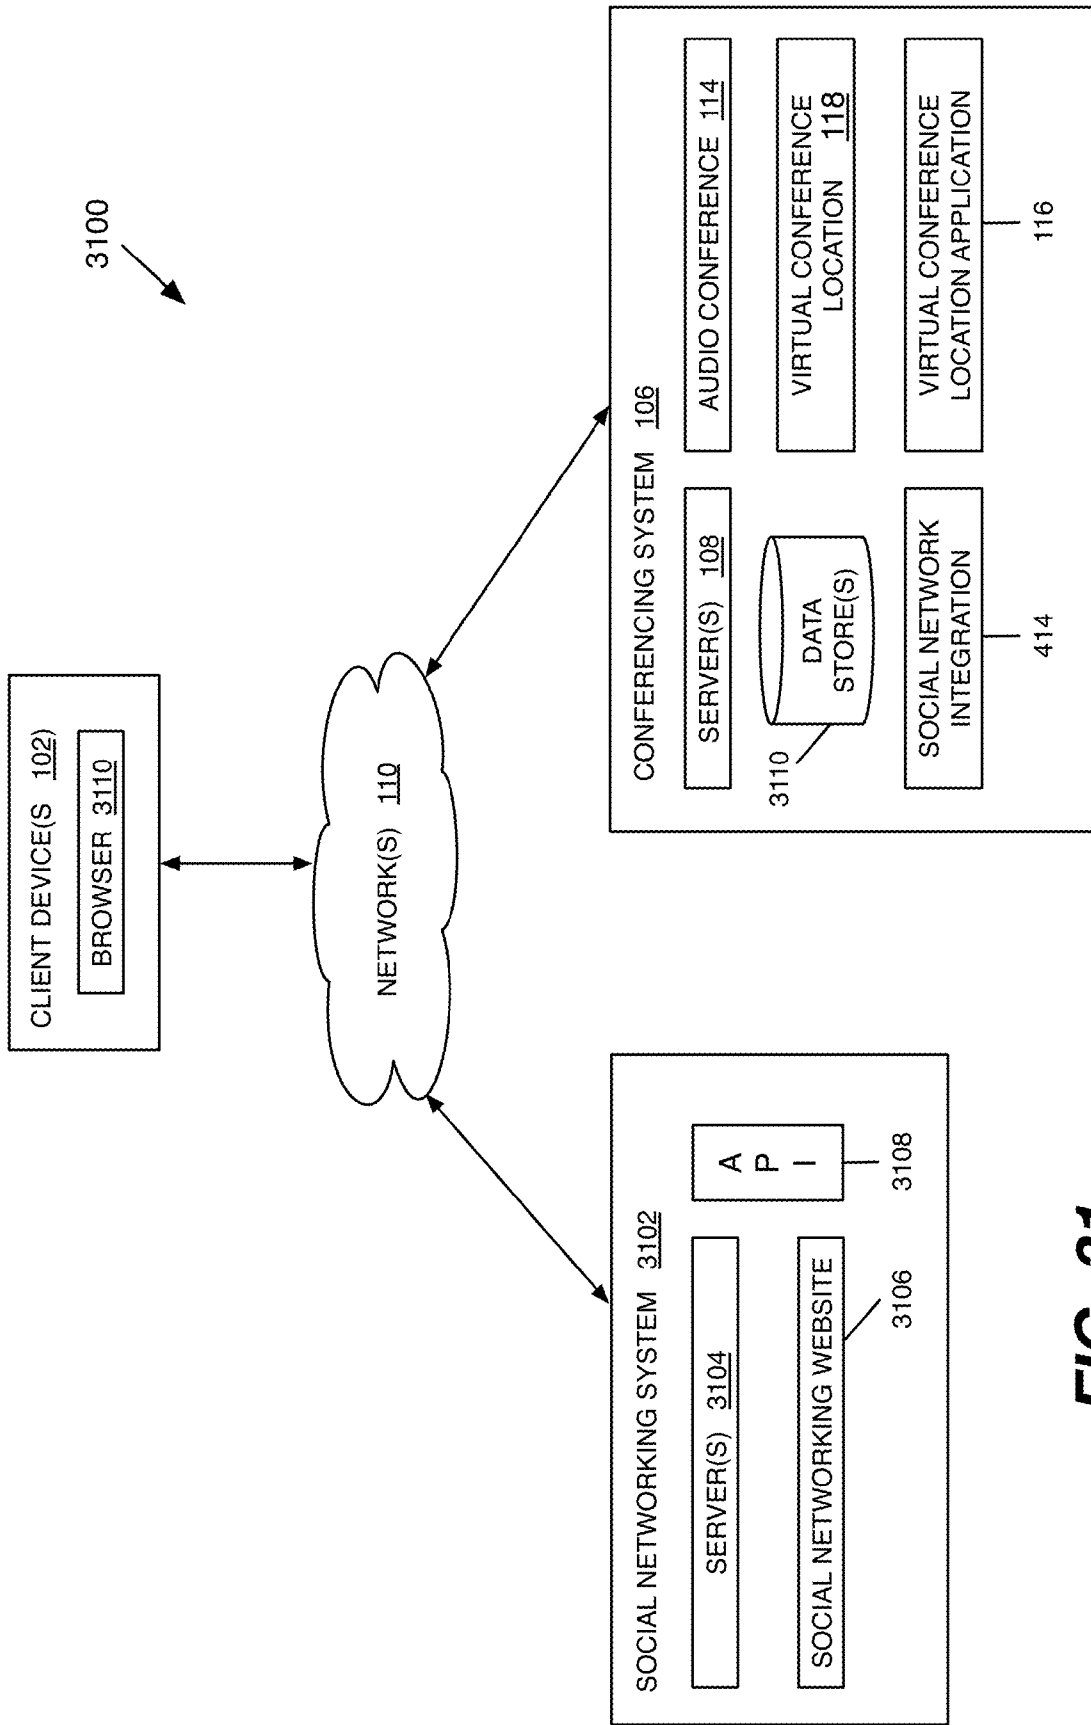 3100
CLIENT DEVICE(S 102)
BROWSER 3110
NETWORK(S) 110
SOCIAL NETWORKING SYSTEM 3102
SERVER(S) 3104
A
P
I
3108
SOCIAL NETWORKING WEBSITE
3106
CONFERENCING SYSTEM 106
SERVER(S) 108
AUDIO CONFERENCE 114
DATA
STORE(S)
3110
VIRTUAL CONFERENCE
LOCATION 118
SOCIAL NETWORK
INTEGRATION
414
VIRTUAL CONFERENCE
LOCATION APPLICATION
116
FIG. 31